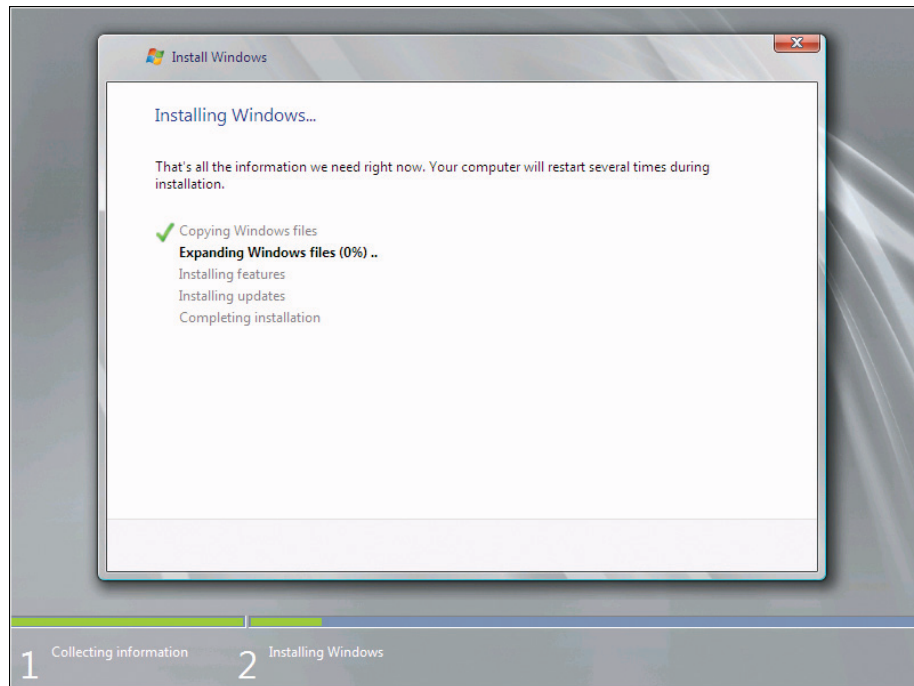 Install Windows
Installing Windows...
That's all the information we need right now. Your computer will restart several times during
installation.
Copying Windows files
Expanding Windows files (0%) ..
Installing features
Installing updates
Completing installation
1 Collecting information
2 Installing Windows